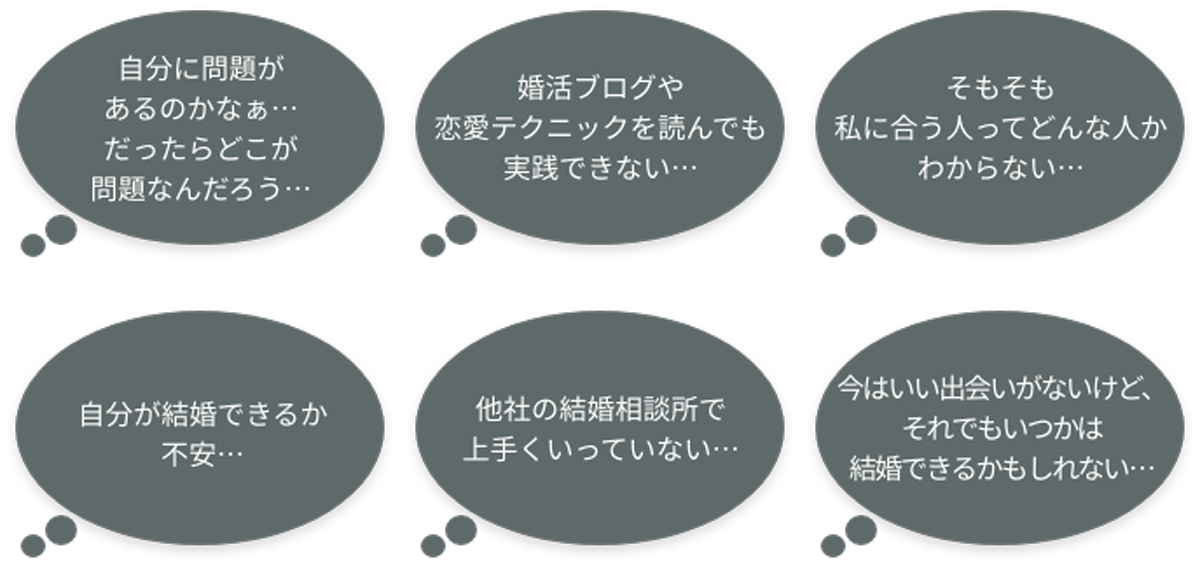 自分に問題が
あるのかなぁ…
だったらどこが
問題なんだろう…
婚活ブログや
恋愛テクニックを読んでも
実践できない…
そもそも
私に合う人ってどんな人か
わからない…
自分が結婚できるか
不安…
他社の結婚相談所で
上手くいっていない…
今はいい出会いがないけど、
それでもいつかは
結婚できるかもしれない…